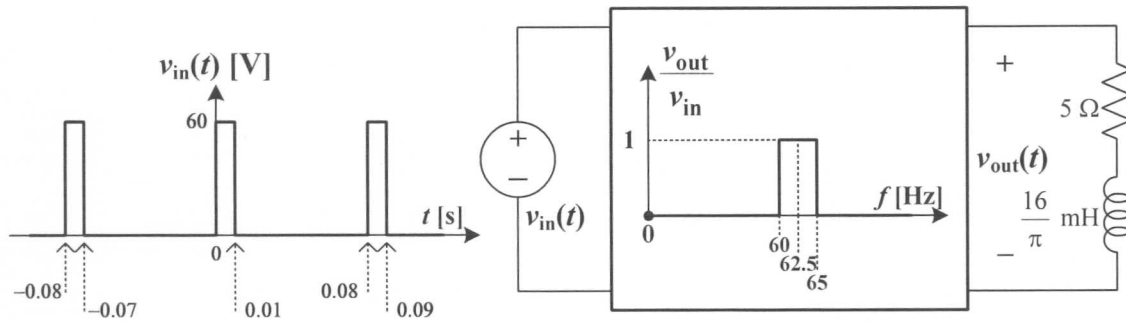 v_in(t) [V]
60
t [s]
0
−0.08
−0.07
0.01
0.08
0.09
+
−
v_in(t)
v_out
v_in
1
f [Hz]
0
60
62.5
65
+
5 Ω
v_out(t)
16
π
mH
−